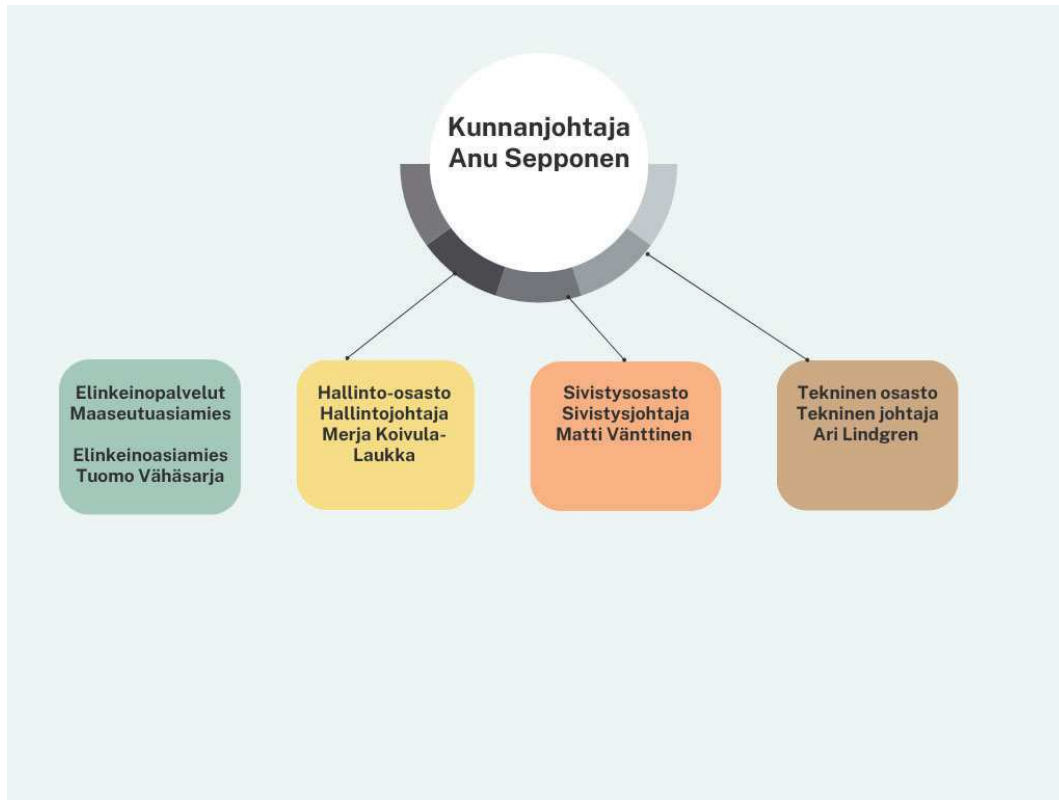 Kunnanjohtaja
Anu Sepponen
Elinkeinopalvelut
Maaseutuasiamies
Elinkeinoasiamies
Tuomo Vähäsarja
Hallinto-osasto
Hallintojohtaja
Merja Koivula-
Laukka
Sivistysosasto
Sivistysjohtaja
Matti Vänttinen
Tekninen osasto
Tekninen johtaja
Ari Lindgren